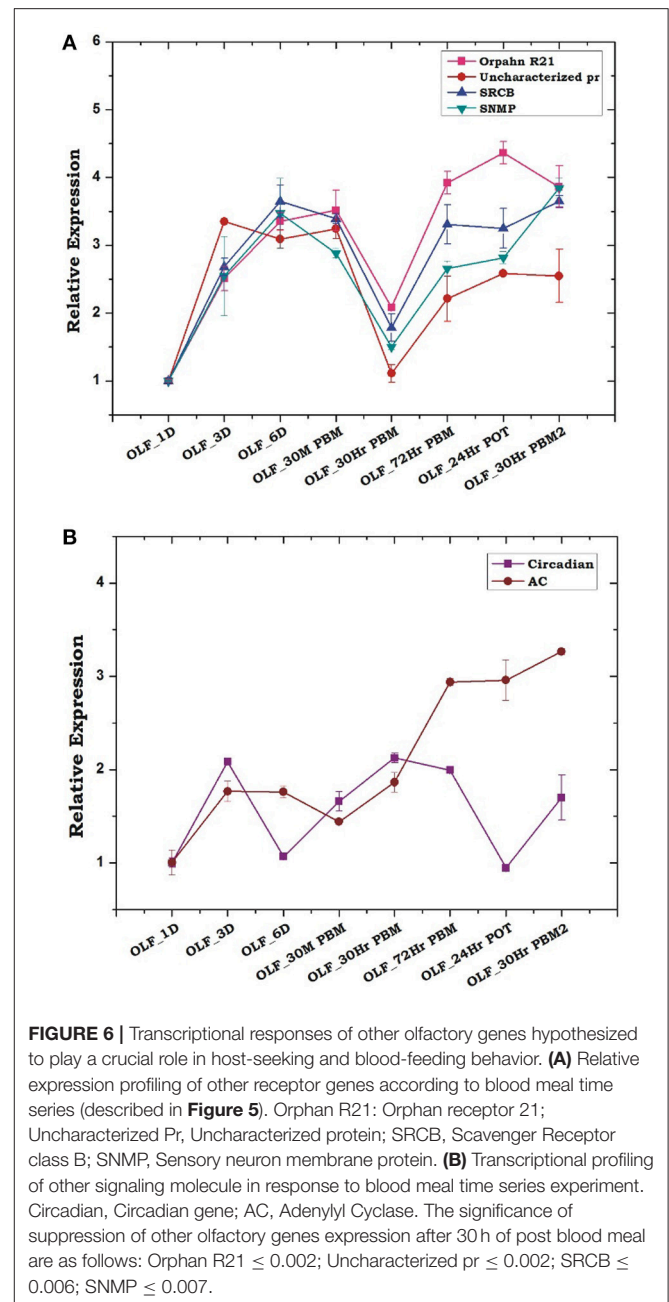 A
6
5
4
3
2
1
Relative Expression
Orpahn R21
Uncharacterized pr
SRCB
SNMP
OLF_1D
OLF_3D
OLF_6D
OLF_30M PBM
OLF_30Hr PBM
OLF_72Hr PBM
OLF_24Hr POT
OLF_30Hr PBM2
B
4
3
2
1
Relative Expression
Circadian
AC
OLF_1D
OLF_3D
OLF_6D
OLF_30M PBM
OLF_30Hr PBM
OLF_72Hr PBM
OLF_24Hr POT
OLF_30Hr PBM2
FIGURE 6 | Transcriptional responses of other olfactory genes hypothesized
to play a crucial role in host-seeking and blood-feeding behavior. (A) Relative
expression profiling of other receptor genes according to blood meal time
series (described in Figure 5). Orphan R21: Orphan receptor 21;
Uncharacterized Pr, Uncharacterized protein; SRCB, Scavenger Receptor
class B; SNMP, Sensory neuron membrane protein. (B) Transcriptional profiling
of other signaling molecule in response to blood meal time series experiment.
Circadian, Circadian gene; AC, Adenylyl Cyclase. The significance of
suppression of other olfactory genes expression after 30 h of post blood meal
are as follows: Orphan R21 ≤ 0.002; Uncharacterized pr ≤ 0.002; SRCB ≤
0.006; SNMP ≤ 0.007.